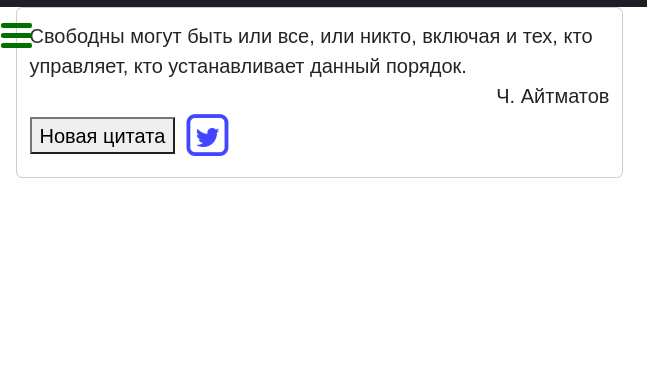 Свободны могут быть или все, или никто, включая и тех, кто
управляет, кто устанавливает данный порядок.
Ч. Айтматов
Новая цитата